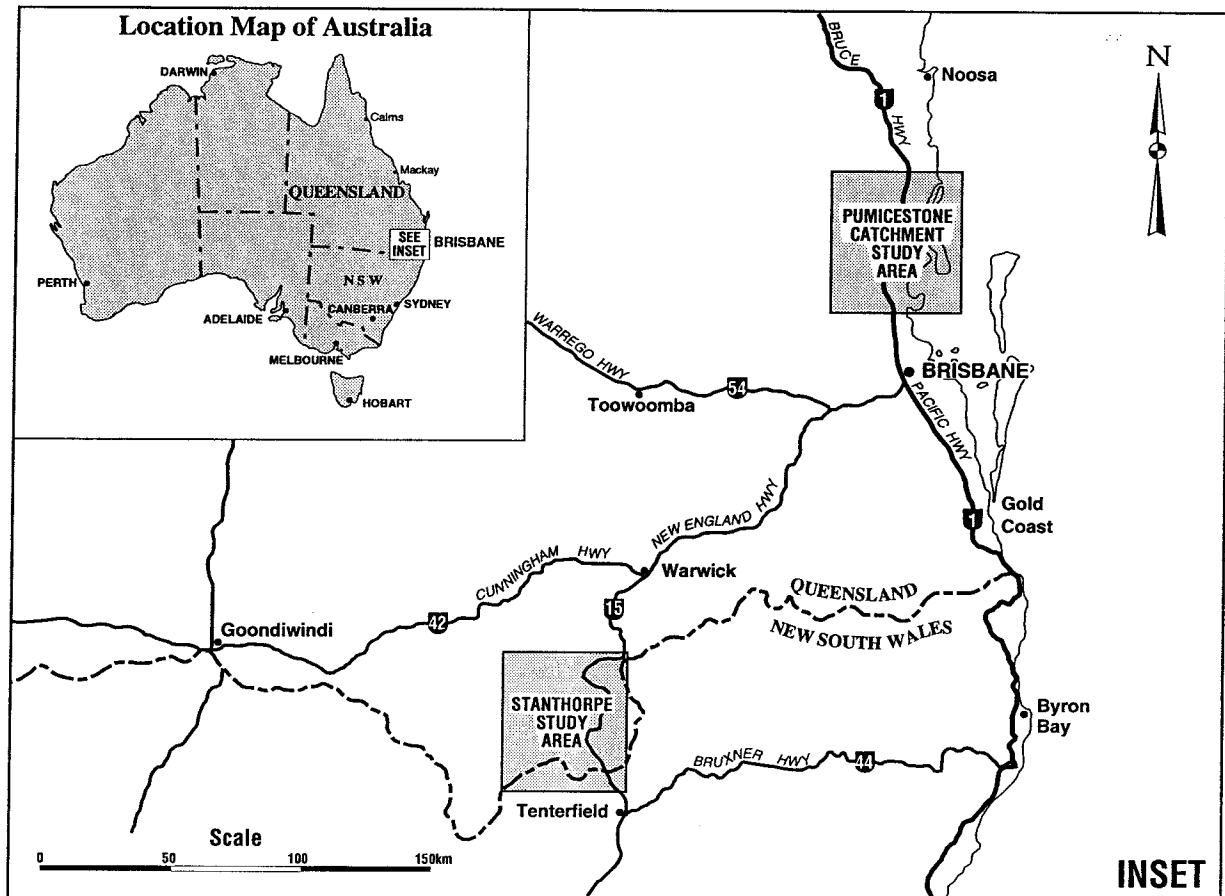 Location Map of Australia
DARWIN
Cairns
Mackay
QUEENSLAND
SEE
INSET
BRISBANE
NSW
PERTH
ADELAIDE
CANBERRA
SYDNEY
MELBOURNE
HOBART
BRUCE
1
HWY
Noosa
N
PUMICESTONE
CATCHMENT
STUDY
AREA
WARREGO HWY
Toowoomba
54
BRISBANE
PACIFIC HWY
1
Gold
Coast
NEW ENGLAND HWY
CUNNINGHAM HWY
Warwick
15
42
Goondiwindi
QUEENSLAND
NEW SOUTH WALES
STANTHORPE
STUDY
AREA
Byron
Bay
BRUXNER HWY
44
Tenterfield
Scale
0 50 100 150km
INSET